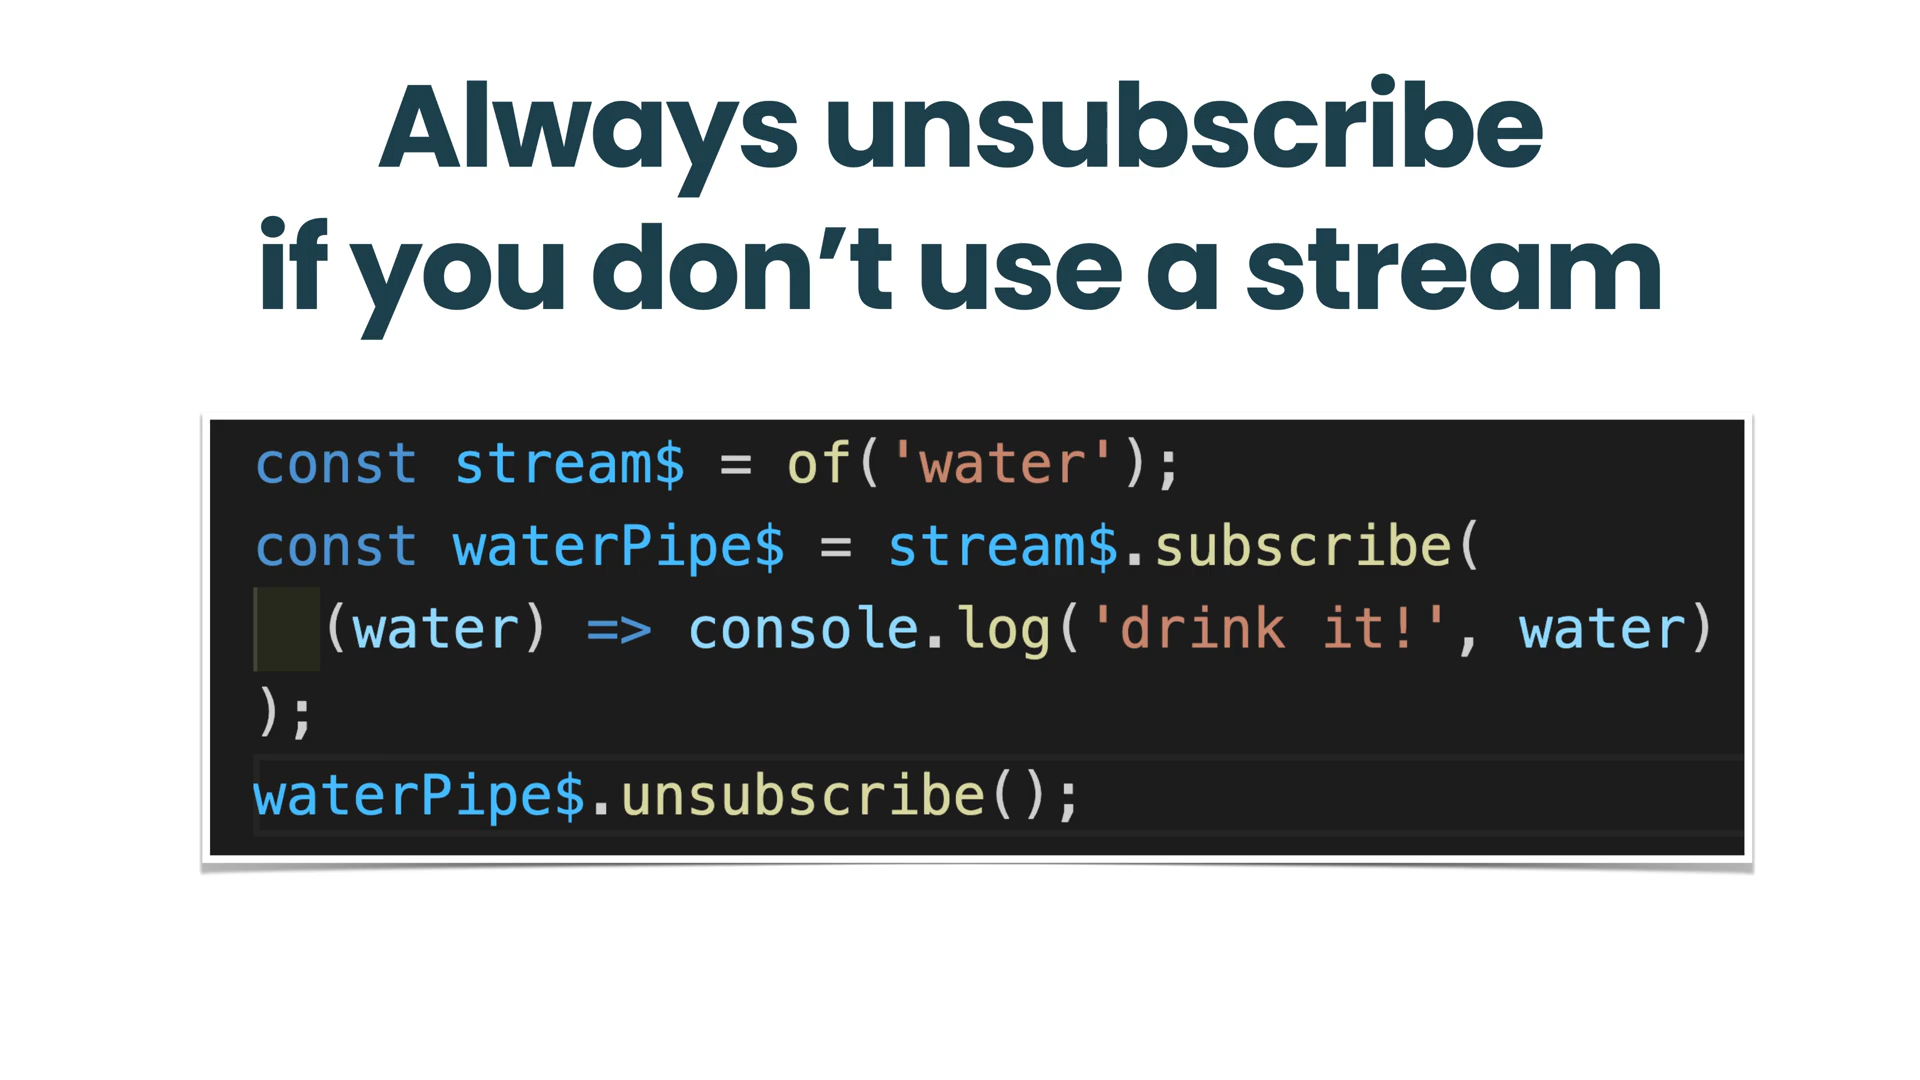 Always unsubscribe
if you don’t use a stream
const stream$ = of('water');
const waterPipe$ = stream$.subscribe(
(water) => console.log('drink it!', water)
);
waterPipe$.unsubscribe();